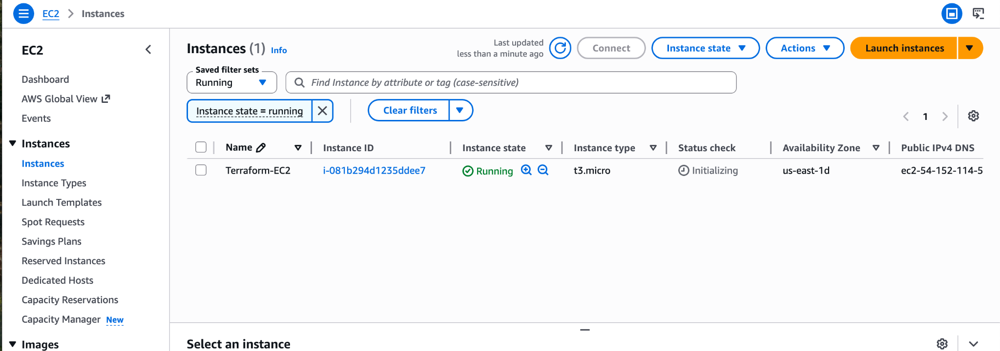 EC2 > Instances
EC2
Dashboard
AWS Global View
Events
Instances
Instances
Instance Types
Launch Templates
Spot Requests
Savings Plans
Reserved Instances
Dedicated Hosts
Capacity Reservations
Capacity Manager New
Images
Instances (1) Info
Last updated
less than a minute ago
Connect
Instance state
Actions
Launch instances
Saved filter sets
Running
Find Instance by attribute or tag (case-sensitive)
Instance state = running
Clear filters
1
Name Instance ID Instance state Instance type Status check Availability Zone Public IPv4 DNS
Terraform-EC2 i-081b294d1235ddee7 Running t3.micro Initializing us-east-1d ec2-54-152-114-5
Select an instance